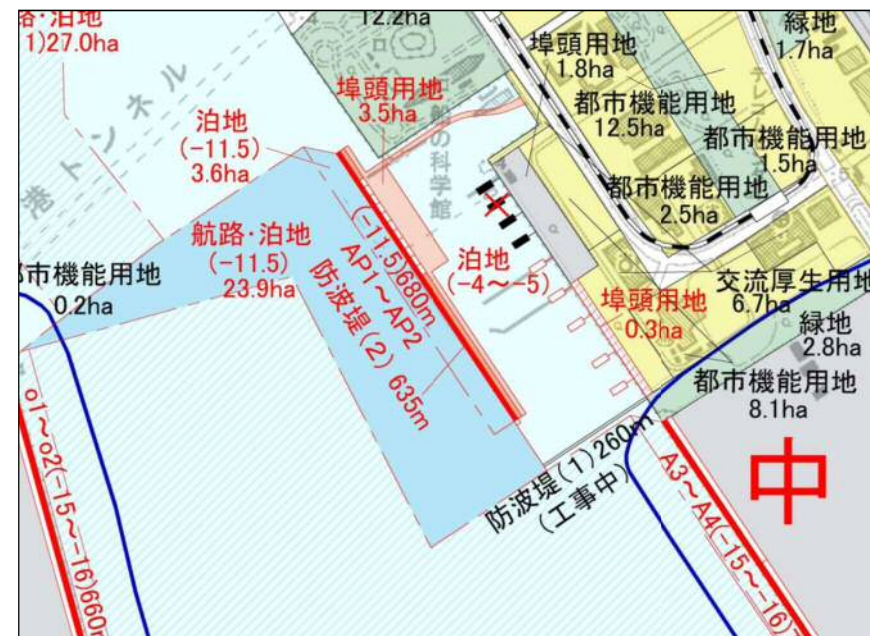 路・泊地
1)27.0ha
12.2ha
緑地
1.7ha
埠頭用地
1.8ha
埠頭用地
3.5ha
都市機能用地
12.5ha
都市機能用地
1.5ha
都市機能用地
2.5ha
港トンネル
船の科学館
テレコ
泊地
(-11.5)
3.6ha
航路・泊地
(-11.5)
23.9ha
(-11.5)680m
AP1～AP2
防波堤(2) 635m
泊地
(-4～-5)
埠頭用地
0.3ha
交流厚生用地
6.7ha
緑地
2.8ha
都市機能用地
8.1ha
市機能用地
0.2ha
防波堤(1)260m
(工事中)
中
o1～o2(-15～-16)660m
A3～A4(-15～-16)